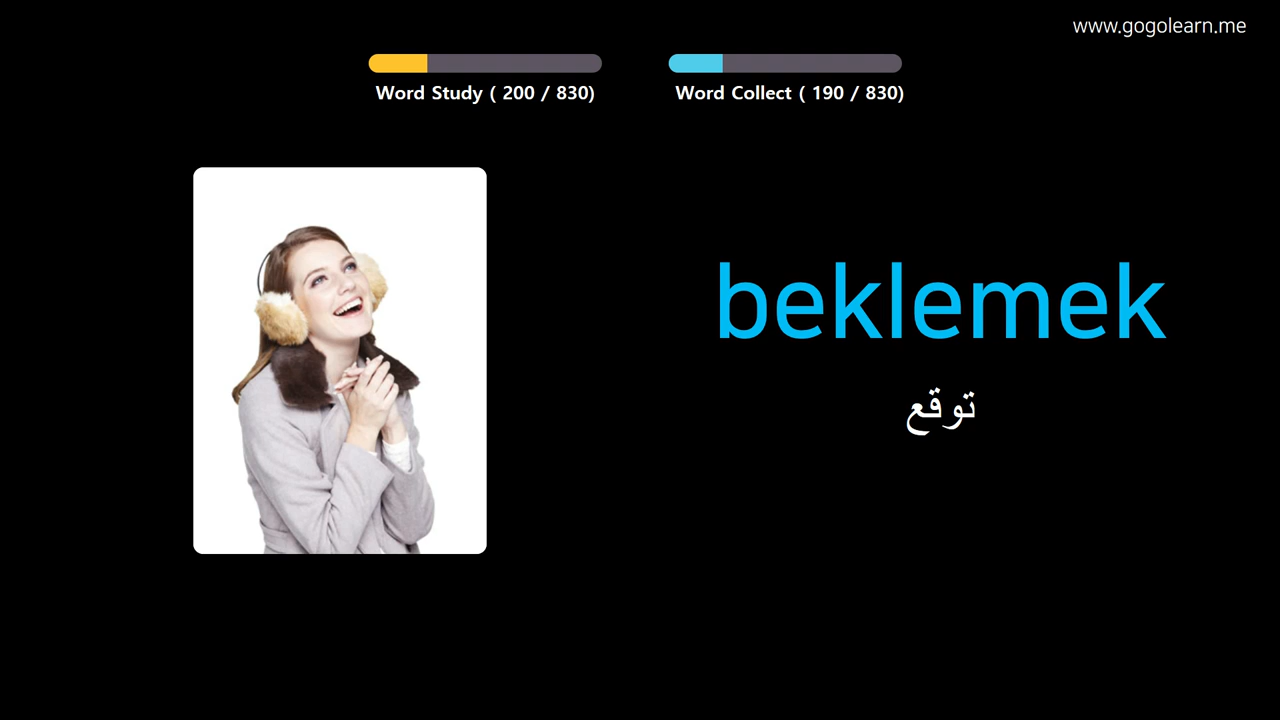 www.gogolearn.me
Word Study ( 200 / 830)
Word Collect ( 190 / 830)
beklemek
توقع